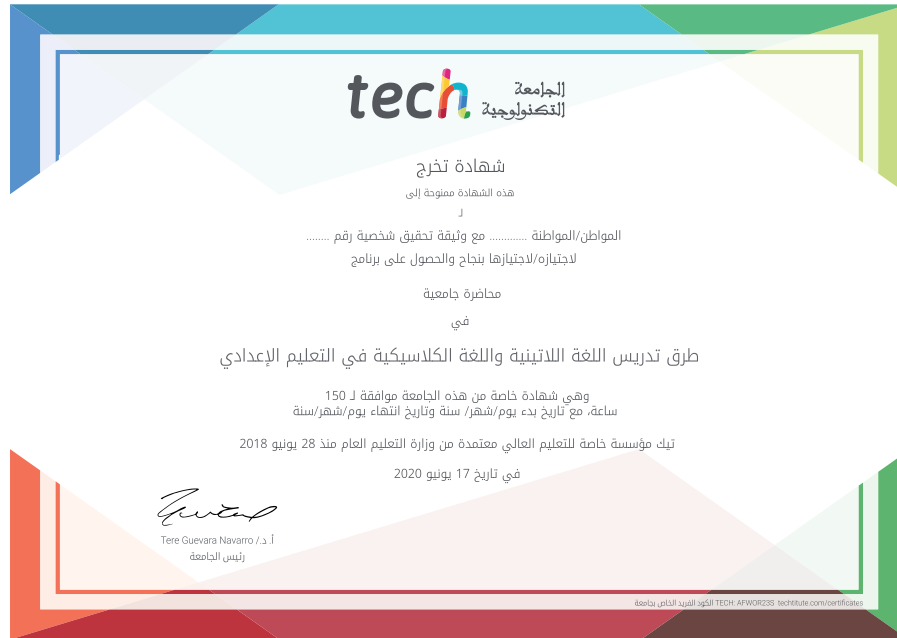 tech الجامعة
التكنولوجية
شهادة تخرج
هذه الشهادة ممنوحة إلى
لـ
المواطن/المواطنة ............ مع وثيقة تحقيق شخصية رقم ........
لاجتيازه/لاجتيازها بنجاح والحصول على برنامج
محاضرة جامعية
في
طرق تدريس اللغة اللاتينية واللغة الكلاسيكية في التعليم الإعدادي
وهي شهادة خاصة من هذه الجامعة موافقة لـ 150
ساعة، مع تاريخ بدء يوم/شهر/ سنة وتاريخ انتهاء يوم/شهر/سنة
تيك مؤسسة خاصة للتعليم العالي معتمدة من وزارة التعليم العام منذ 28 يونيو 2018
في تاريخ 17 يونيو 2020
أ. د./ Tere Guevara Navarro
رئيس الجامعة
الكود الفريد الخاص بجامعة TECH: AFWOR23S techtitute.com/certificates